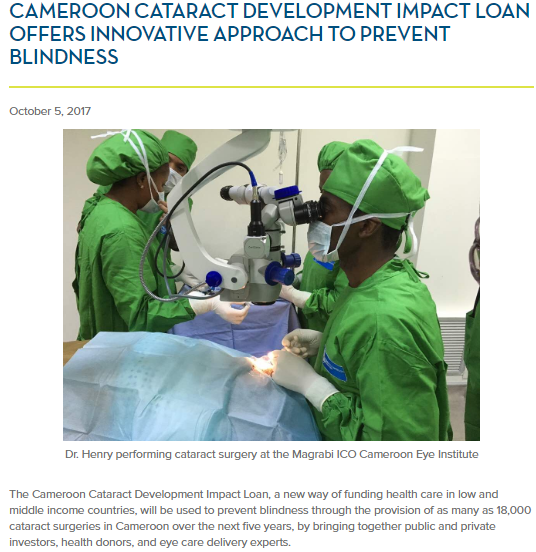 CAMEROON CATARACT DEVELOPMENT IMPACT LOAN
OFFERS INNOVATIVE APPROACH TO PREVENT
BLINDNESS
October 5, 2017
Dr. Henry performing cataract surgery at the Magrabi ICO Cameroon Eye Institute
The Cameroon Cataract Development Impact Loan, a new way of funding health care in low and
middle income countries, will be used to prevent blindness through the provision of as many as 18,000
cataract surgeries in Cameroon over the next five years, by bringing together public and private
investors, health donors, and eye care delivery experts.